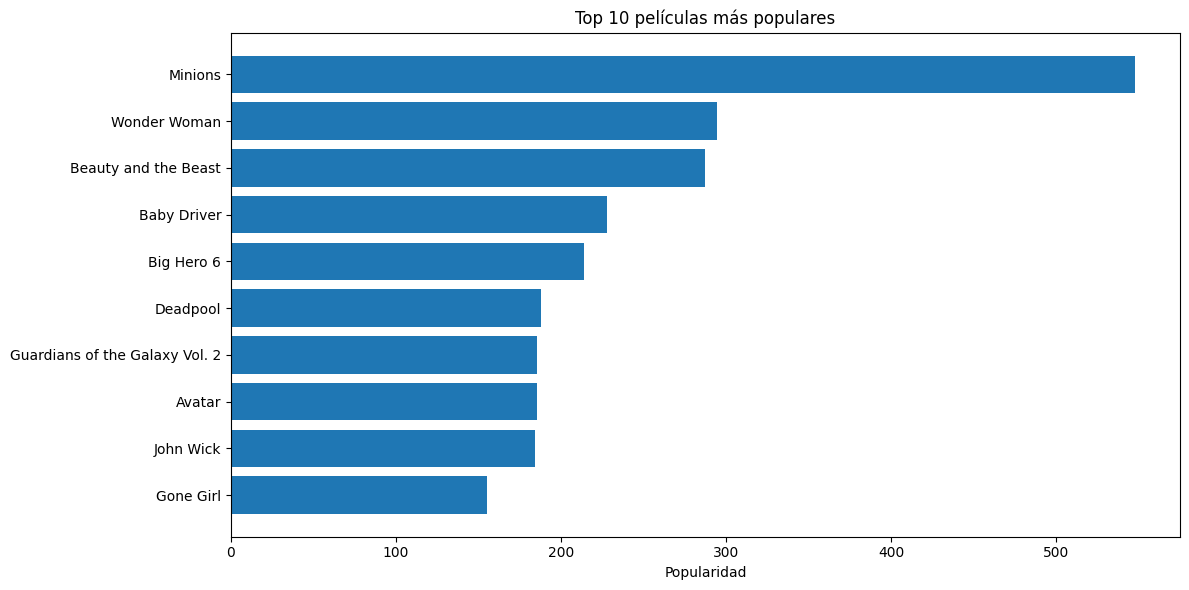 Top 10 películas más populares
Minions
Wonder Woman
Beauty and the Beast
Baby Driver
Big Hero 6
Deadpool
Guardians of the Galaxy Vol. 2
Avatar
John Wick
Gone Girl
0 100 200 300 400 500
Popularidad